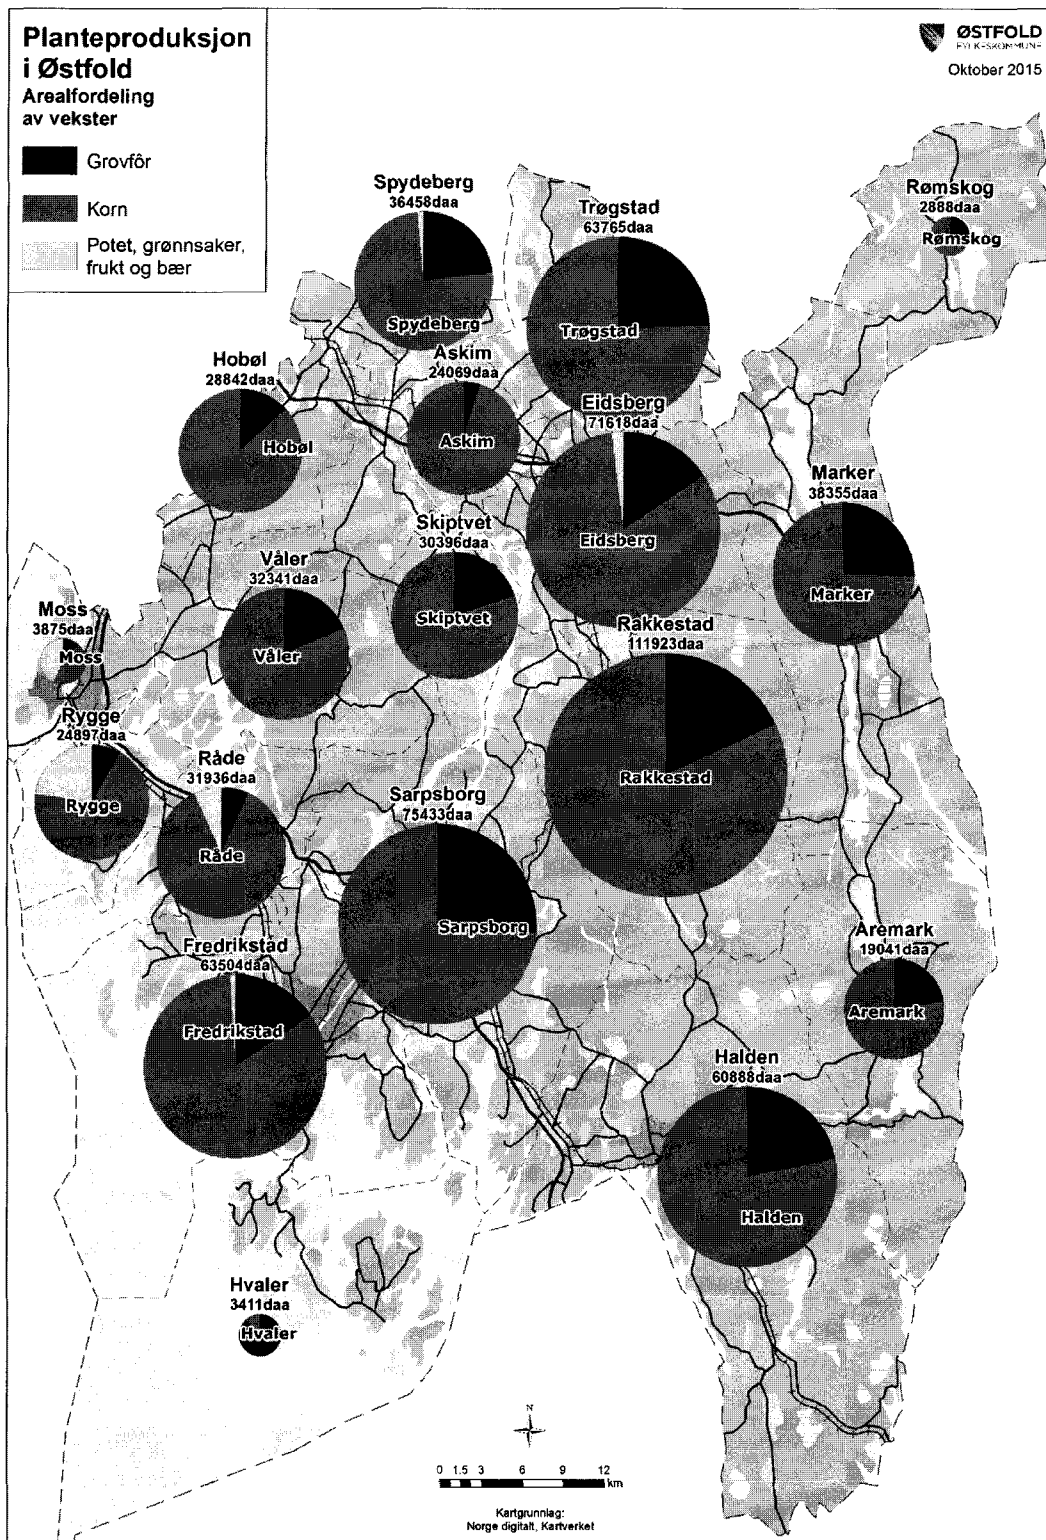 Planteproduksjon
i Østfold
Arealfordeling
av vekster
Grovfôr
Korn
Potet, grønnsaker,
frukt og bær
ØSTFOLD
FYLKESKOMMUNE
Oktober 2015
Rømskog
2888daa
Rømskog
Spydeberg
36458daa
Spydeberg
Trøgstad
63765daa
Trøgstad
Hobøl
28842daa
Hobøl
Askim
24069daa
Askim
Eidsberg
71618daa
Eidsberg
Marker
38355daa
Marker
Skiptvet
30396daa
Skiptvet
Våler
32341daa
Våler
Moss
3875daa
Moss
Rakkestad
111923daa
Rakkestad
Rygge
24897daa
Rygge
Råde
31936daa
Råde
Sarpsborg
75433daa
Sarpsborg
Fredrikstad
63504daa
Fredrikstad
Aremark
19041daa
Aremark
Halden
60888daa
Halden
Hvaler
3411daa
Hvaler
N
0 1.5 3 6 9 12
km
Kartgrunnlag:
Norge digitalt, Kartverket